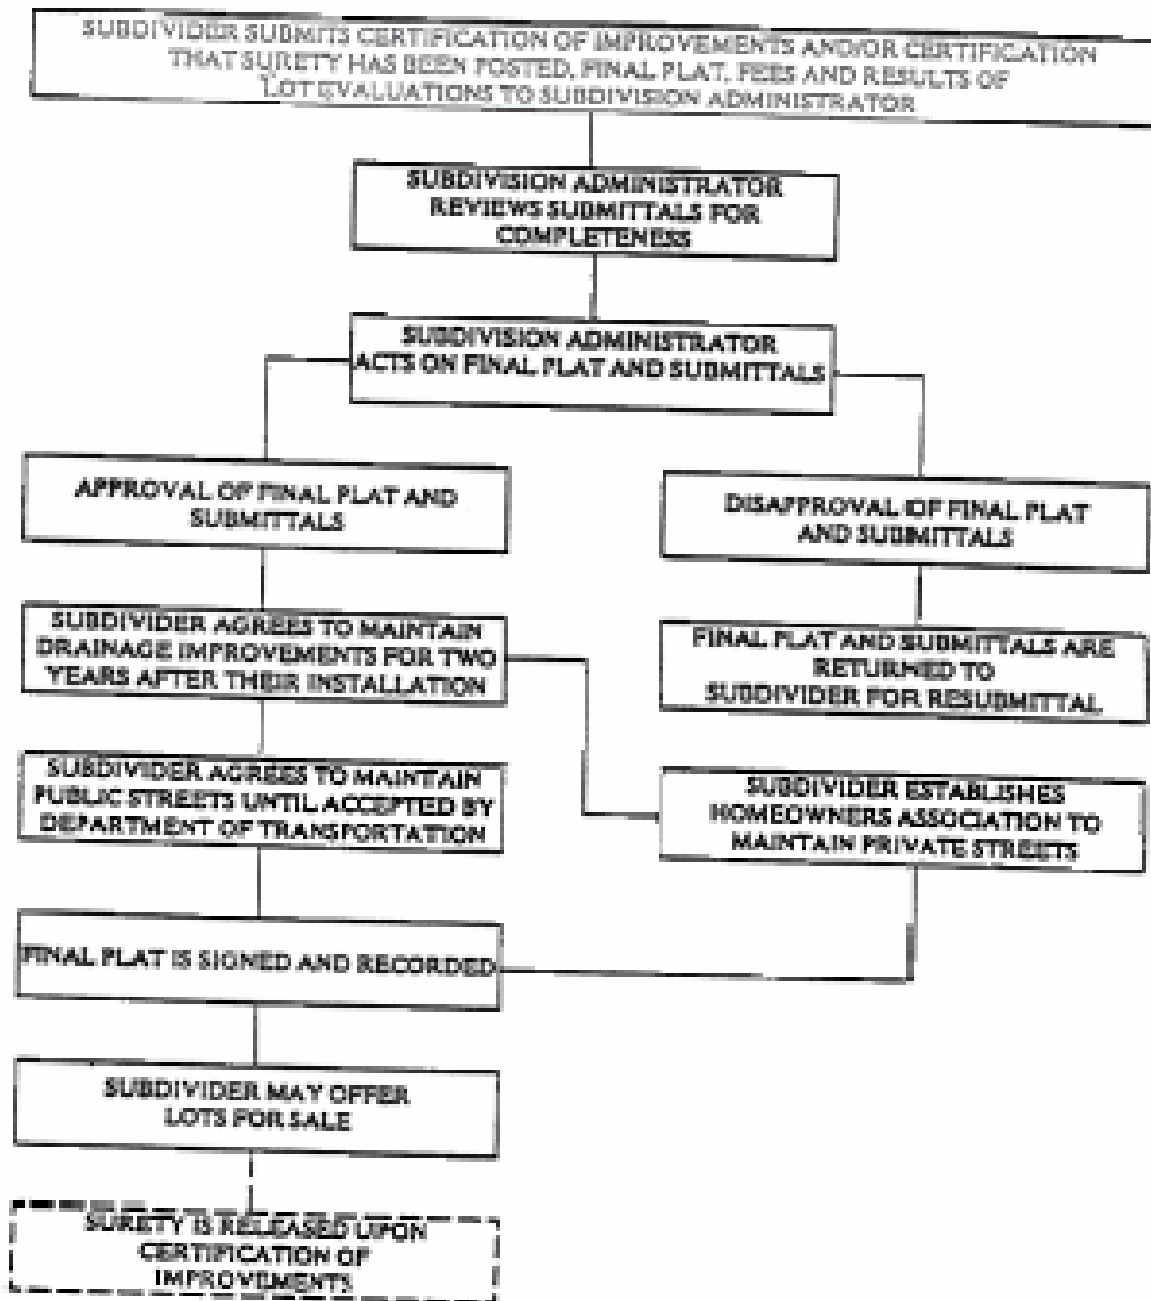 SUBDIVIDER SUBMITS CERTIFICATION OF IMPROVEMENTS AND/OR CERTIFICATION
THAT SURETY HAS BEEN POSTED, FINAL PLAT, FEES AND RESULTS OF
LOT EVALUATIONS TO SUBDIVISION ADMINISTRATOR
SUBDIVISION ADMINISTRATOR
REVIEWS SUBMITTALS FOR
COMPLETENESS
SUBDIVISION ADMINISTRATOR
ACTS ON FINAL PLAT AND SUBMITTALS
APPROVAL OF FINAL PLAT AND
SUBMITTALS
DISAPPROVAL OF FINAL PLAT
AND SUBMITTALS
SUBDIVIDER AGREES TO MAINTAIN
DRAINAGE IMPROVEMENTS FOR TWO
YEARS AFTER THEIR INSTALLATION
FINAL PLAT AND SUBMITTALS ARE
RETURNED TO
SUBDIVIDER FOR RESUBMITTAL
SUBDIVIDER AGREES TO MAINTAIN
PUBLIC STREETS UNTIL ACCEPTED BY
DEPARTMENT OF TRANSPORTATION
SUBDIVIDER ESTABLISHES
HOMEOWNERS ASSOCIATION TO
MAINTAIN PRIVATE STREETS
FINAL PLAT IS SIGNED AND RECORDED
SUBDIVIDER MAY OFFER
LOTS FOR SALE
SURETY IS RELEASED UPON
CERTIFICATION OF
IMPROVEMENTS